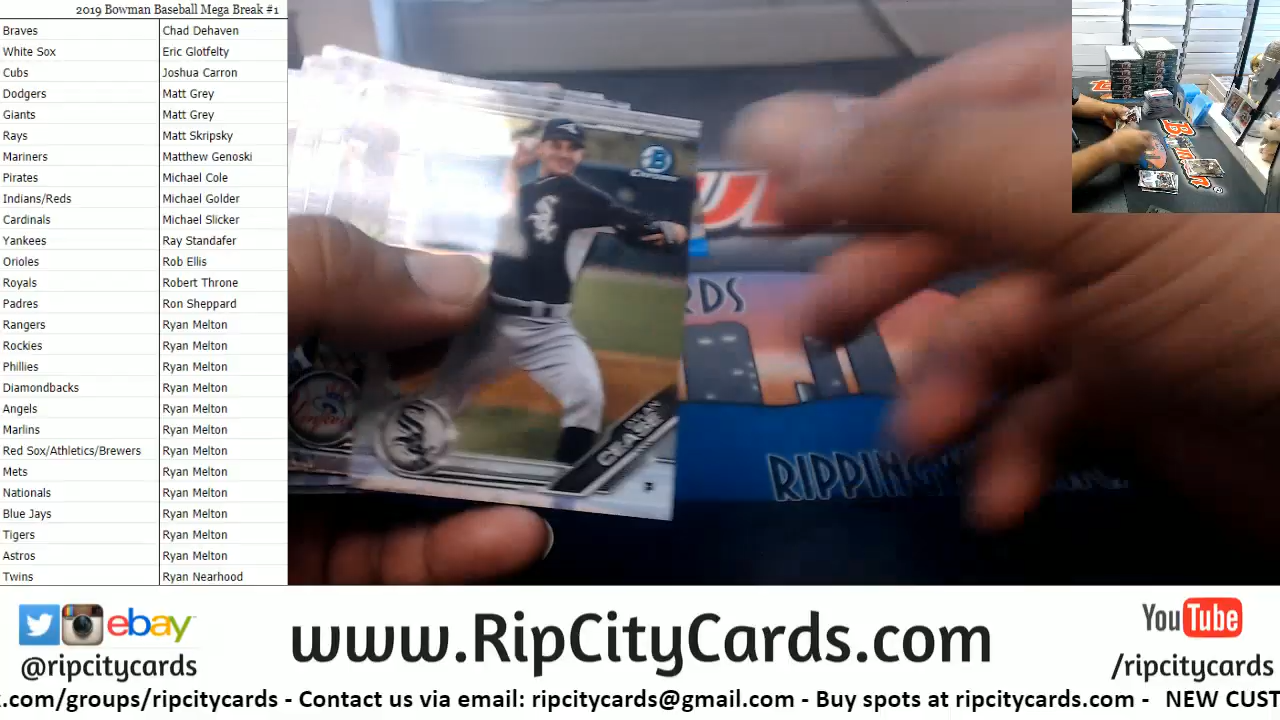 2019 Bowman Baseball Mega Break #1
Braves Chad Dehaven
White Sox Eric Glotfelty
Cubs Joshua Carron
Dodgers Matt Grey
Giants Matt Grey
Rays Matt Skripsky
Mariners Matthew Genoski
Pirates Michael Cole
Indians/Reds Michael Golder
Cardinals Michael Slicker
Yankees Ray Standafer
Orioles Rob Ellis
Royals Robert Throne
Padres Ron Sheppard
Rangers Ryan Melton
Rockies Ryan Melton
Phillies Ryan Melton
Diamondbacks Ryan Melton
Angels Ryan Melton
Marlins Ryan Melton
Red Sox/Athletics/Brewers Ryan Melton
Mets Ryan Melton
Nationals Ryan Melton
Blue Jays Ryan Melton
Tigers Ryan Melton
Astros Ryan Melton
Twins Ryan Nearhood
B
RDS
RIPPIN
ebay
@ripcitycards
www.RipCityCards.com
YouTube
/ripcitycards
k.com/groups/ripcitycards - Contact us via email: ripcitycards@gmail.com - Buy spots at ripcitycards.com - NEW CUST